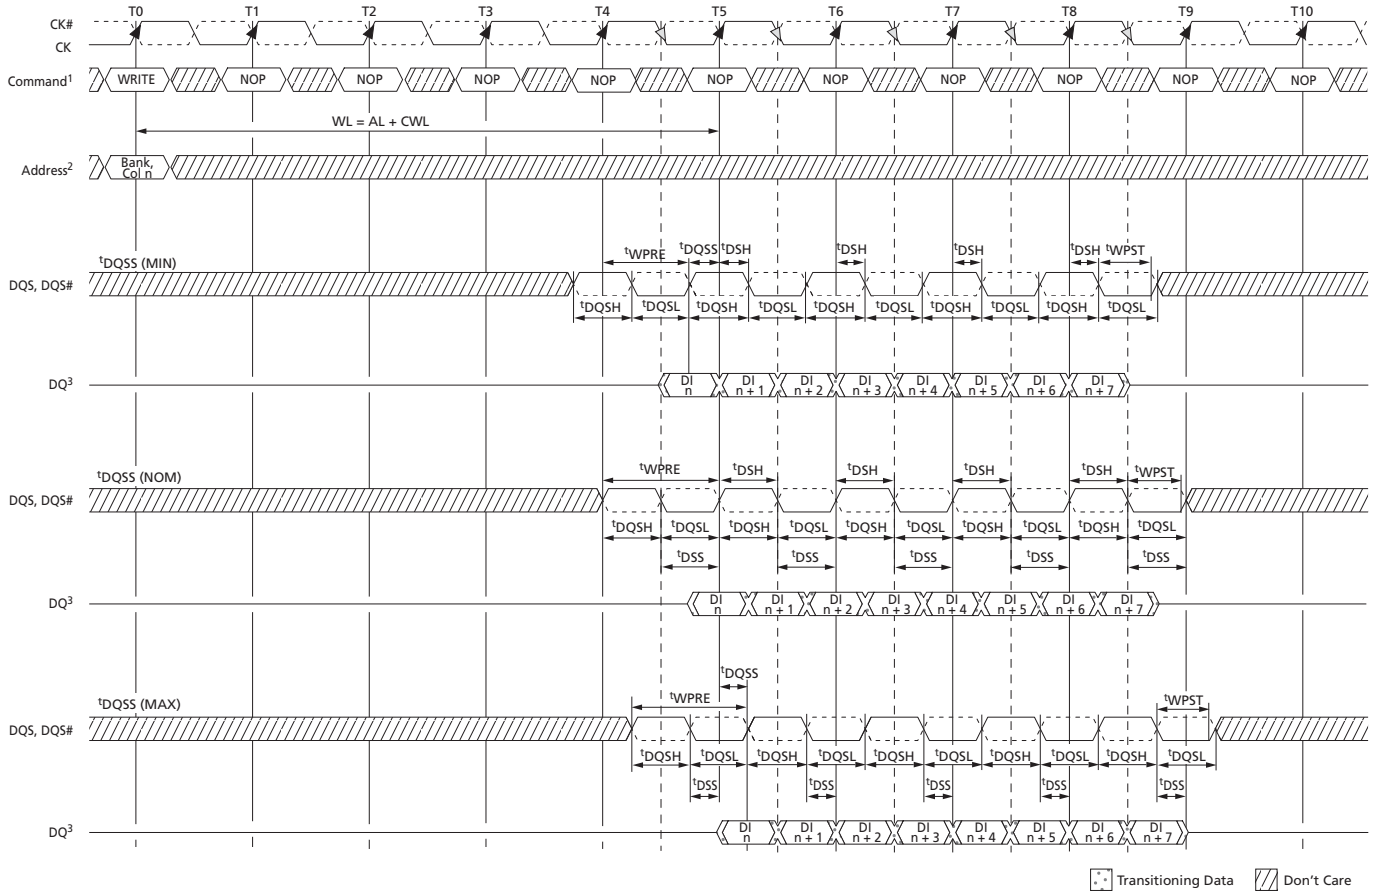 T0 T1 T2 T3 T4 T5 T6 T7 T8 T9 T10
CK#
CK
Command¹ WRITE NOP NOP NOP NOP NOP NOP NOP NOP NOP NOP
WL = AL + CWL
Address² Bank,
Col n
tDQSS (MIN) tWPRE tDQSS tDSH tDSH tDSH tDSH tWPST
DQS, DQS#
tDQSH tDQSL tDQSH tDQSL tDQSH tDQSL tDQSH tDQSL tDQSH tDQSL
DQ³ DI n DI n + 1 DI n + 2 DI n + 3 DI n + 4 DI n + 5 DI n + 6 DI n + 7
tDQSS (NOM) tWPRE tDSH tDSH tDSH tDSH tWPST
DQS, DQS#
tDQSH tDQSL tDQSH tDQSL tDQSH tDQSL tDQSH tDQSL tDQSH tDQSL
tDSS tDSS tDSS tDSS tDSS
DQ³ DI n DI n + 1 DI n + 2 DI n + 3 DI n + 4 DI n + 5 DI n + 6 DI n + 7
tDQSS
tDQSS (MAX) tWPRE tWPST
DQS, DQS#
tDQSH tDQSL tDQSH tDQSL tDQSH tDQSL tDQSH tDQSL tDQSH tDQSL
tDSS tDSS tDSS tDSS tDSS
DQ³ DI n DI n + 1 DI n + 2 DI n + 3 DI n + 4 DI n + 5 DI n + 6 DI n + 7
Transitioning Data Don't Care